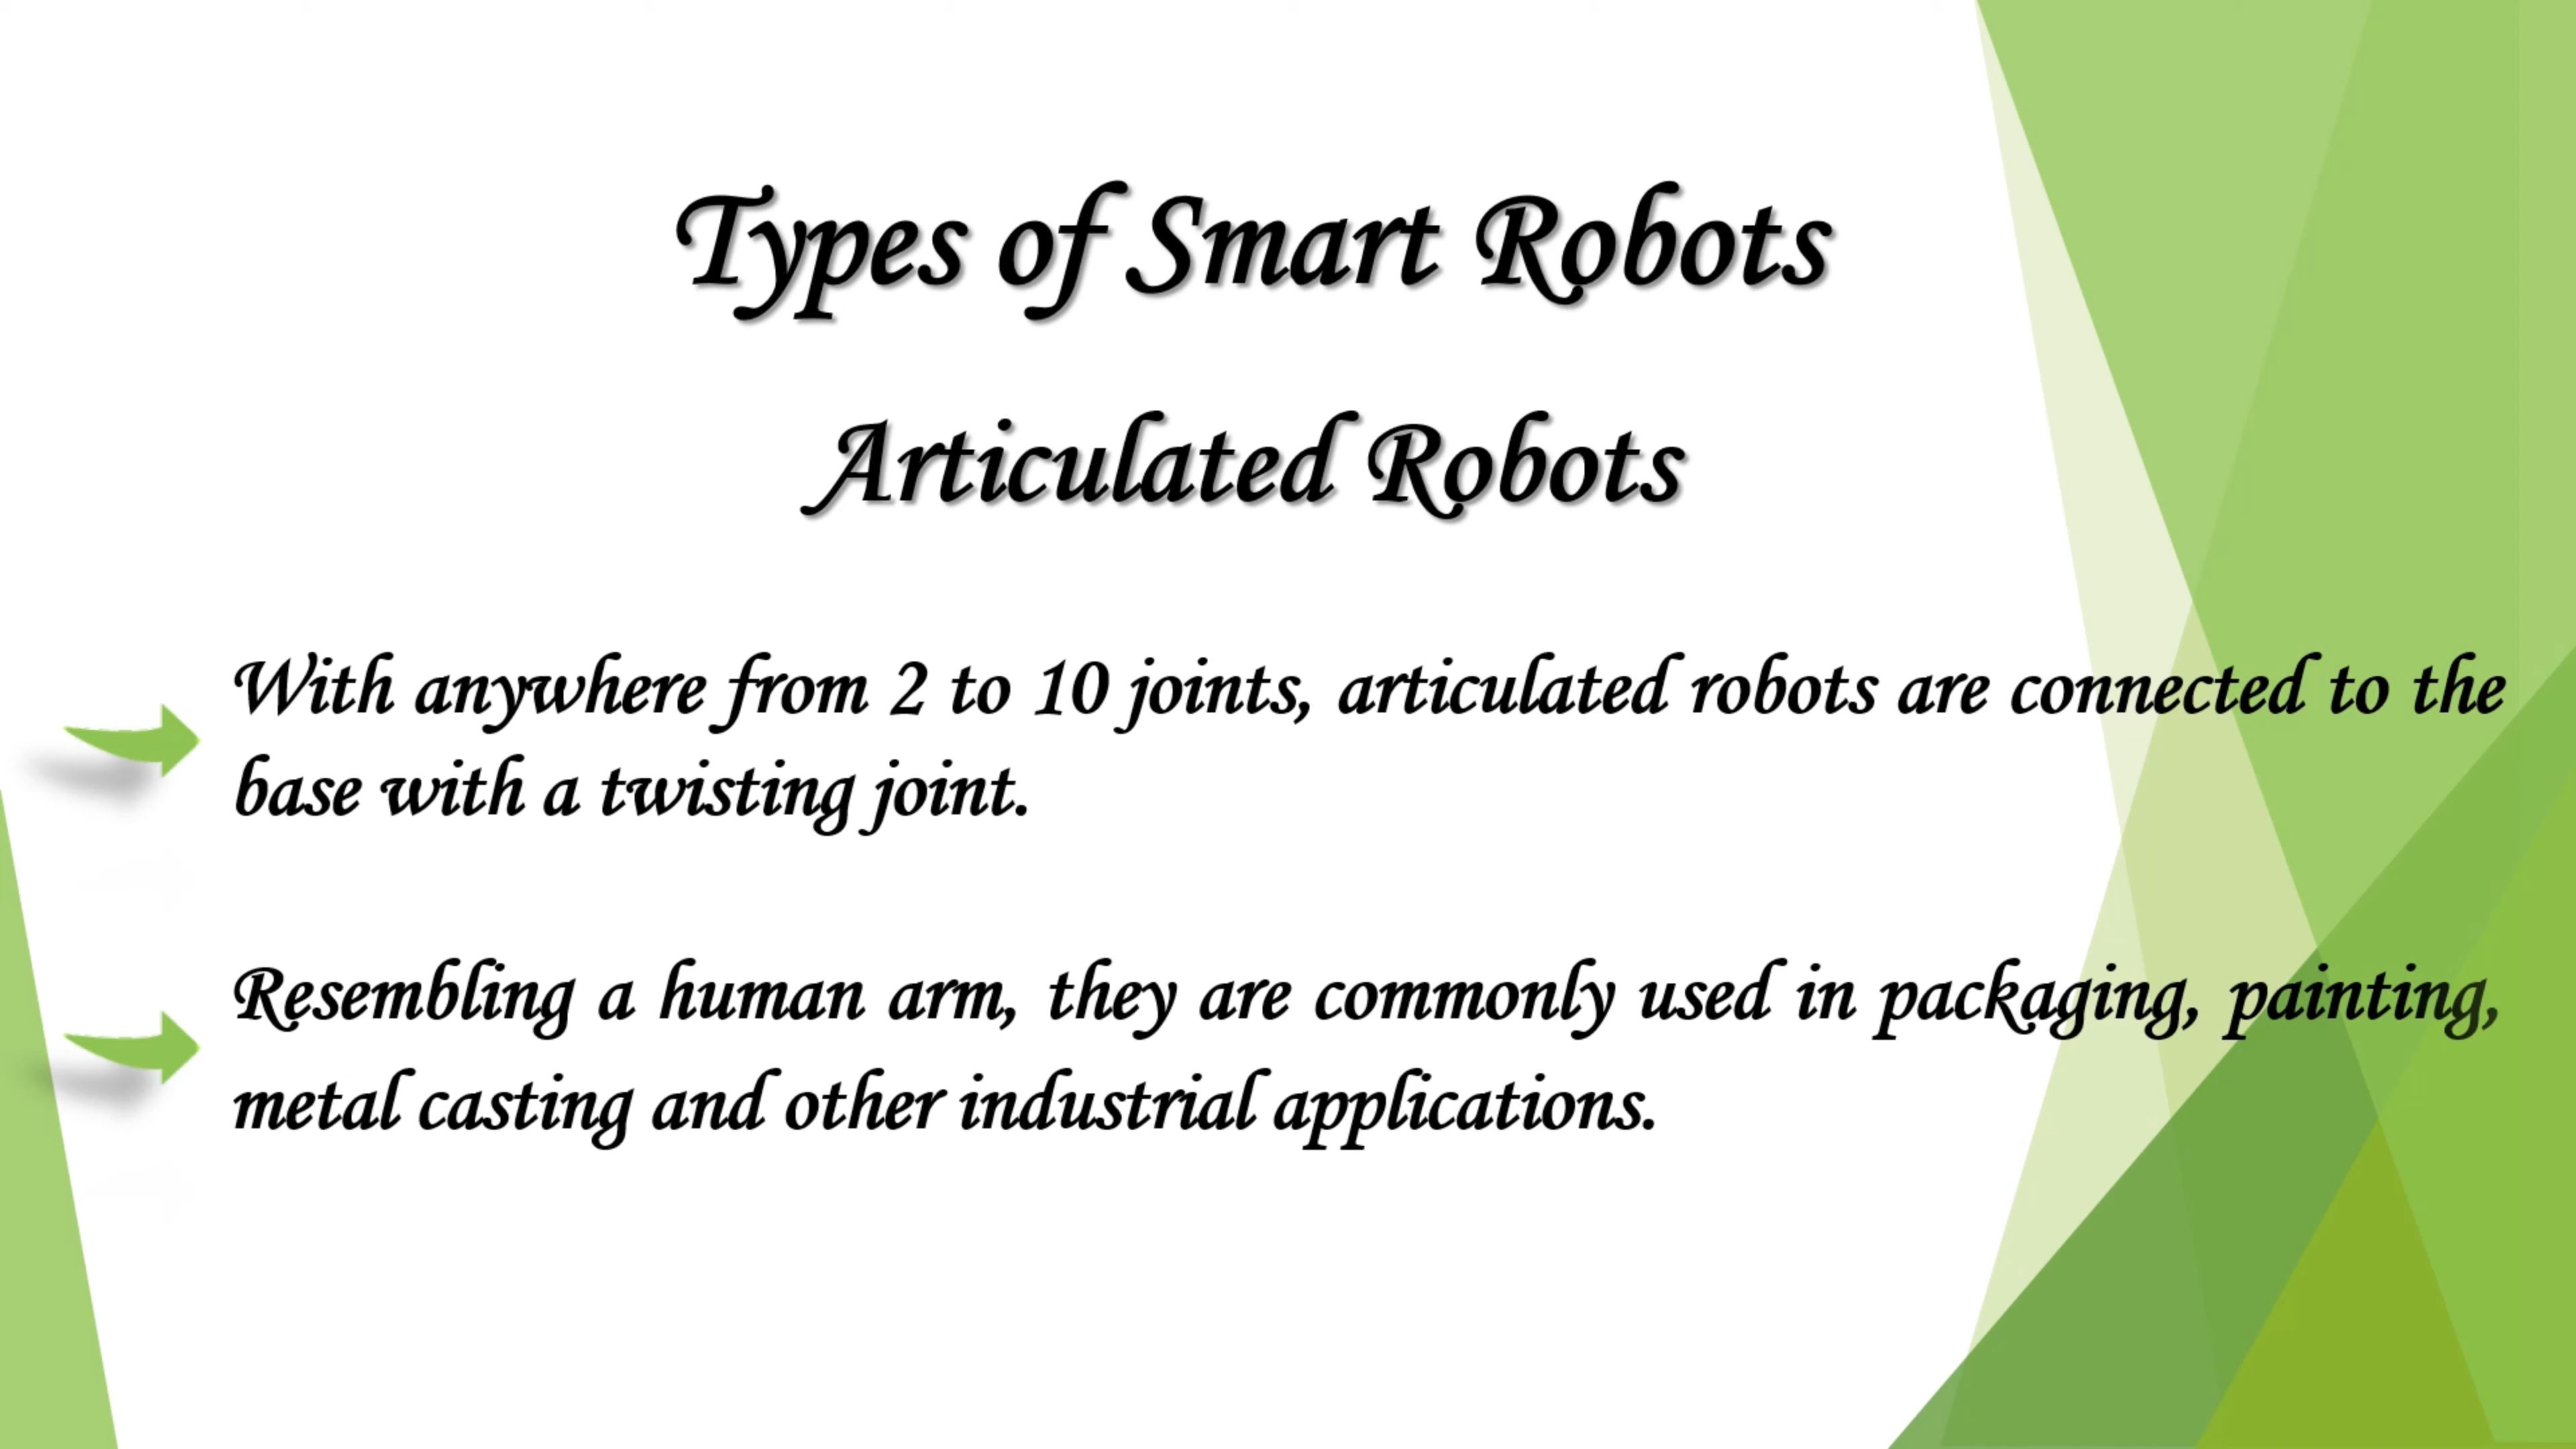 Types of Smart Robots
Articulated Robots
With anywhere from 2 to 10 joints, articulated robots are connected to the
base with a twisting joint.
Resembling a human arm, they are commonly used in packaging, painting,
metal casting and other industrial applications.